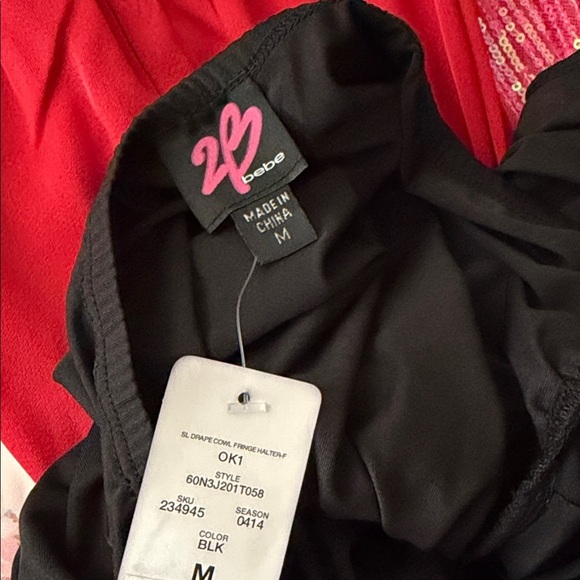 2B
bebe
MADE IN
CHINA
M
SL DRAPE COWL FRINGE HALTER-F
OK1
STYLE
60N3J201T058
SKU
234945
SEASON
0414
COLOR
BLK
M